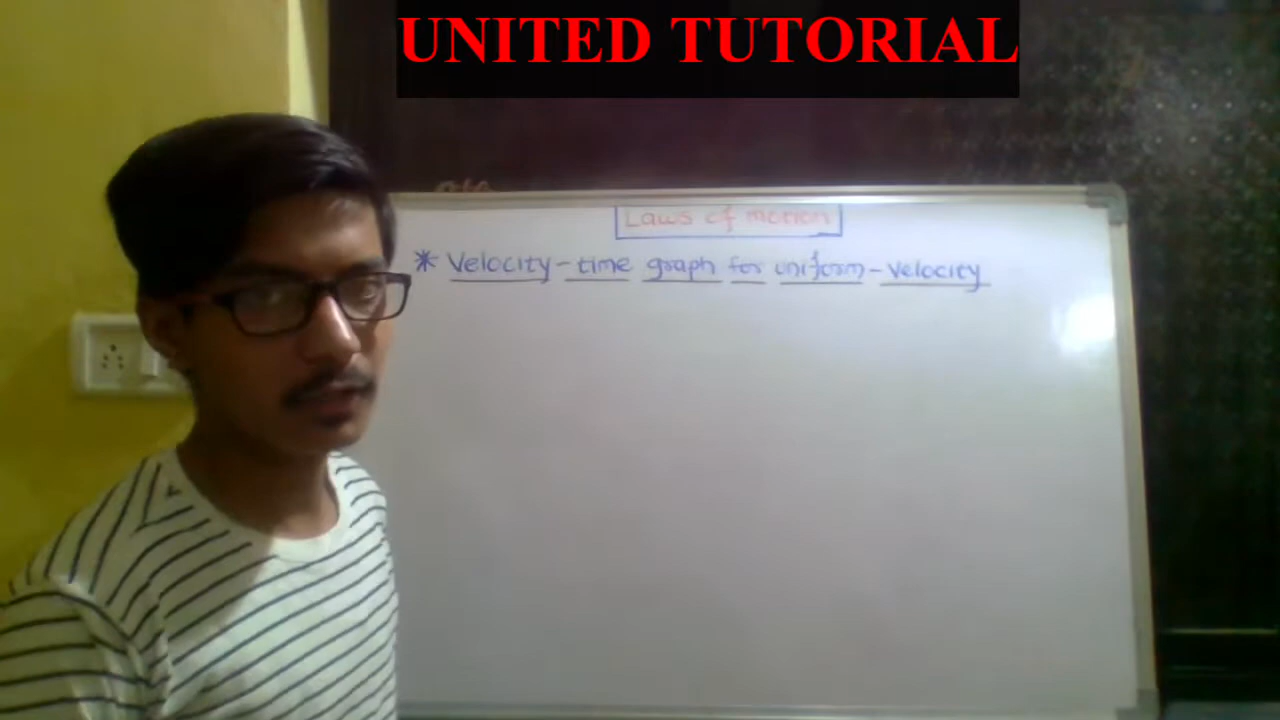 UNITED TUTORIAL
Laws of motion
* Velocity-time graph for uniform-velocity